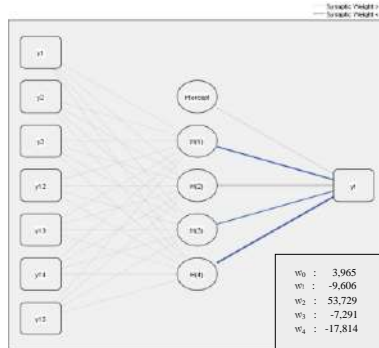 Synaptic Weight >
Synaptic Weight <
y1
y2
y3
y12
y13
y14
y15
Intercept
H(1)
H(2)
H(3)
H(4)
yt
w₀ : 3,965
w₁ : -9,606
w₂ : 53,729
w₃ : -7,291
w₄ : -17,814